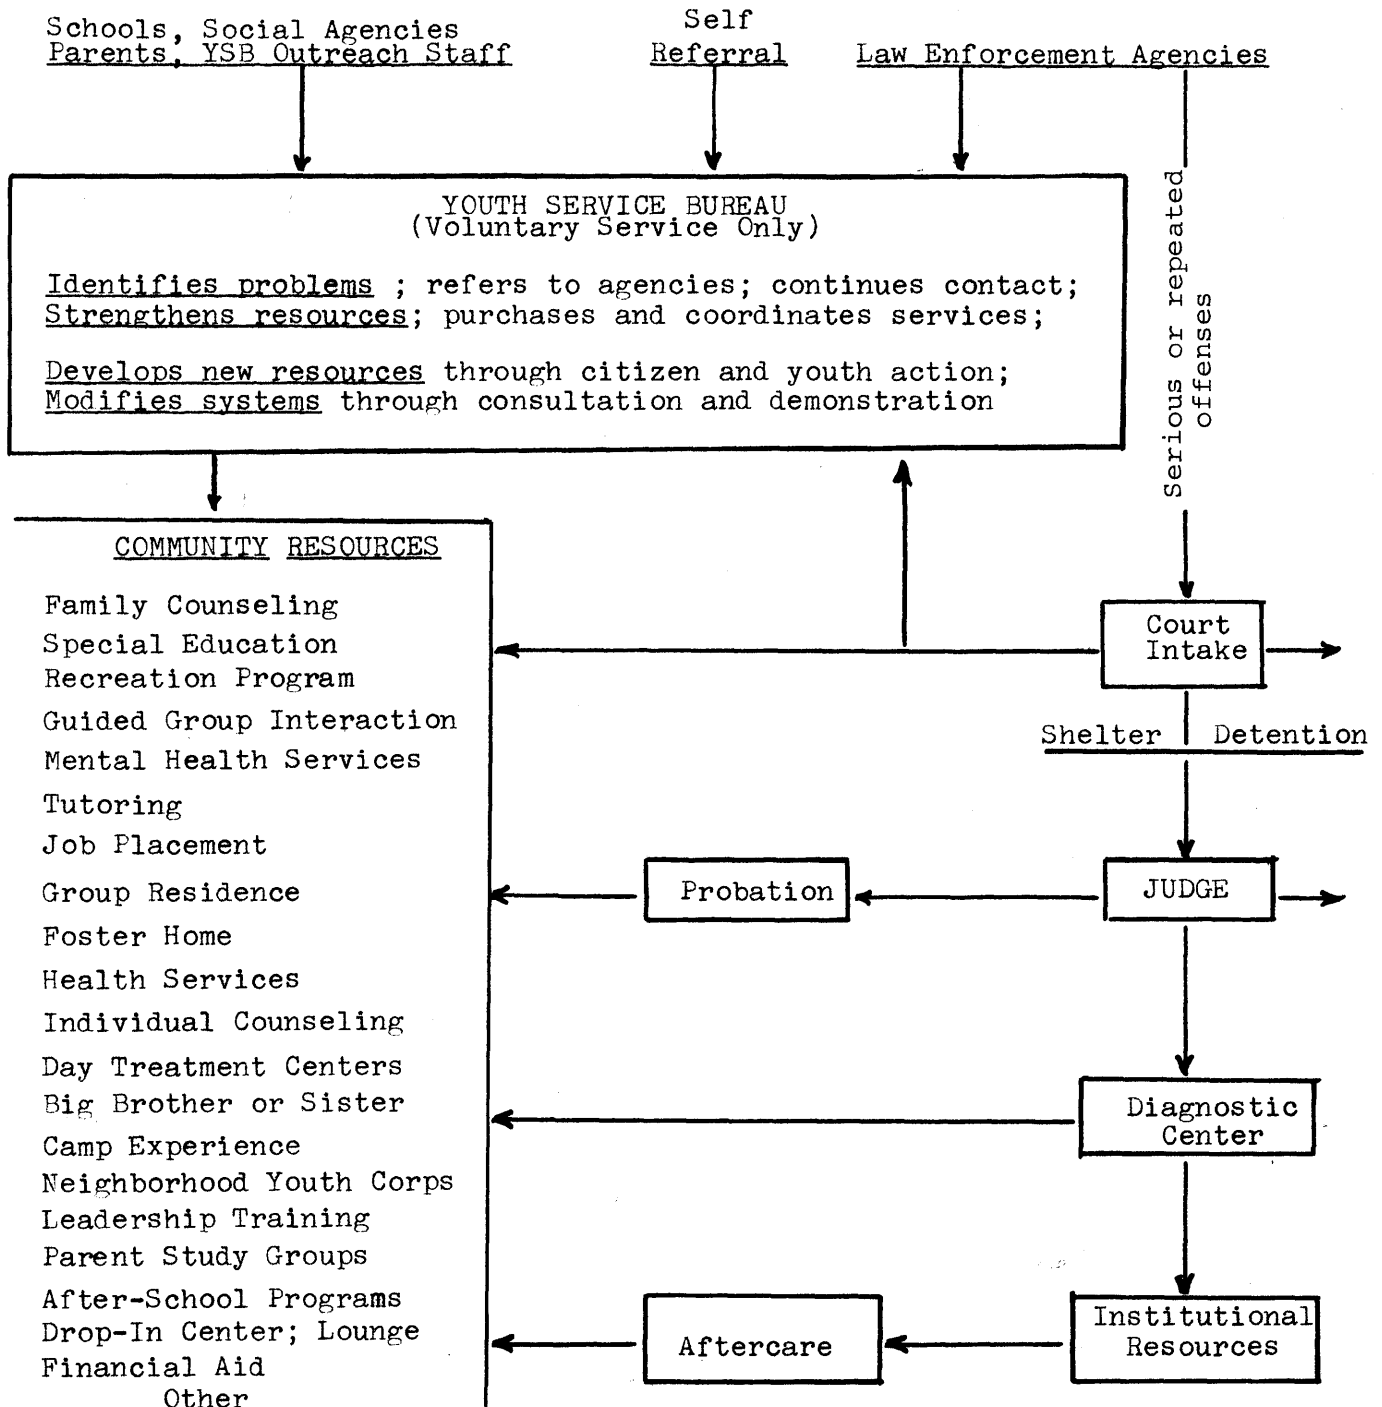 Schools, Social Agencies
Parents, YSB Outreach Staff
Self
Referral
Law Enforcement Agencies
YOUTH SERVICE BUREAU
(Voluntary Service Only)
Identifies problems ; refers to agencies; continues contact;
Strengthens resources; purchases and coordinates services;
Develops new resources through citizen and youth action;
Modifies systems through consultation and demonstration
Serious or repeated
offenses
COMMUNITY RESOURCES
Family Counseling
Special Education
Recreation Program
Guided Group Interaction
Mental Health Services
Tutoring
Job Placement
Group Residence
Foster Home
Health Services
Individual Counseling
Day Treatment Centers
Big Brother or Sister
Camp Experience
Neighborhood Youth Corps
Leadership Training
Parent Study Groups
After-School Programs
Drop-In Center; Lounge
Financial Aid
Other
Court
Intake
Shelter Detention
Probation
JUDGE
Diagnostic
Center
Aftercare
Institutional
Resources